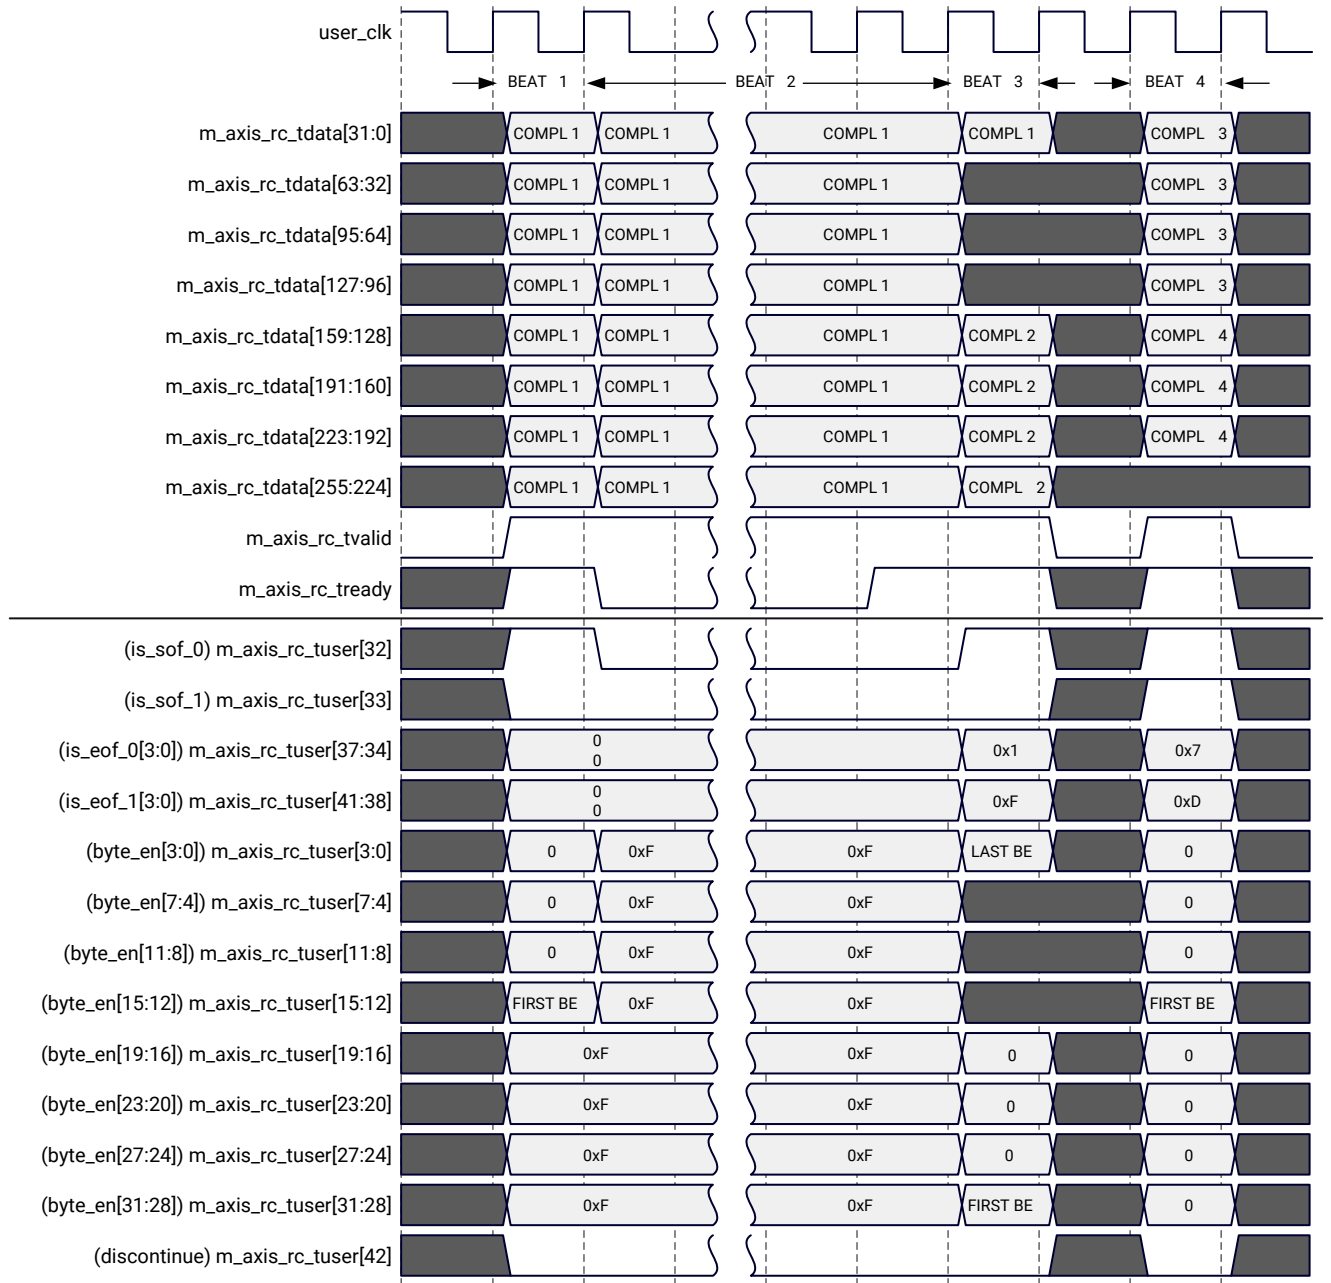 user_clk
BEAT 1 BEAT 2 BEAT 3 BEAT 4
m_axis_rc_tdata[31:0] COMPL 1 COMPL 1 COMPL 1 COMPL 1 COMPL 3
m_axis_rc_tdata[63:32] COMPL 1 COMPL 1 COMPL 1 COMPL 3
m_axis_rc_tdata[95:64] COMPL 1 COMPL 1 COMPL 1 COMPL 3
m_axis_rc_tdata[127:96] COMPL 1 COMPL 1 COMPL 1 COMPL 3
m_axis_rc_tdata[159:128] COMPL 1 COMPL 1 COMPL 1 COMPL 2 COMPL 4
m_axis_rc_tdata[191:160] COMPL 1 COMPL 1 COMPL 1 COMPL 2 COMPL 4
m_axis_rc_tdata[223:192] COMPL 1 COMPL 1 COMPL 1 COMPL 2 COMPL 4
m_axis_rc_tdata[255:224] COMPL 1 COMPL 1 COMPL 1 COMPL 2
m_axis_rc_tvalid
m_axis_rc_tready
(is_sof_0) m_axis_rc_tuser[32]
(is_sof_1) m_axis_rc_tuser[33]
(is_eof_0[3:0]) m_axis_rc_tuser[37:34] 0 0 0x1 0x7
(is_eof_1[3:0]) m_axis_rc_tuser[41:38] 0 0 0xF 0xD
(byte_en[3:0]) m_axis_rc_tuser[3:0] 0 0xF 0xF LAST BE 0
(byte_en[7:4]) m_axis_rc_tuser[7:4] 0 0xF 0xF 0
(byte_en[11:8]) m_axis_rc_tuser[11:8] 0 0xF 0xF 0
(byte_en[15:12]) m_axis_rc_tuser[15:12] FIRST BE 0xF 0xF FIRST BE
(byte_en[19:16]) m_axis_rc_tuser[19:16] 0xF 0xF 0 0
(byte_en[23:20]) m_axis_rc_tuser[23:20] 0xF 0xF 0 0
(byte_en[27:24]) m_axis_rc_tuser[27:24] 0xF 0xF 0 0
(byte_en[31:28]) m_axis_rc_tuser[31:28] 0xF 0xF FIRST BE 0
(discontinue) m_axis_rc_tuser[42]